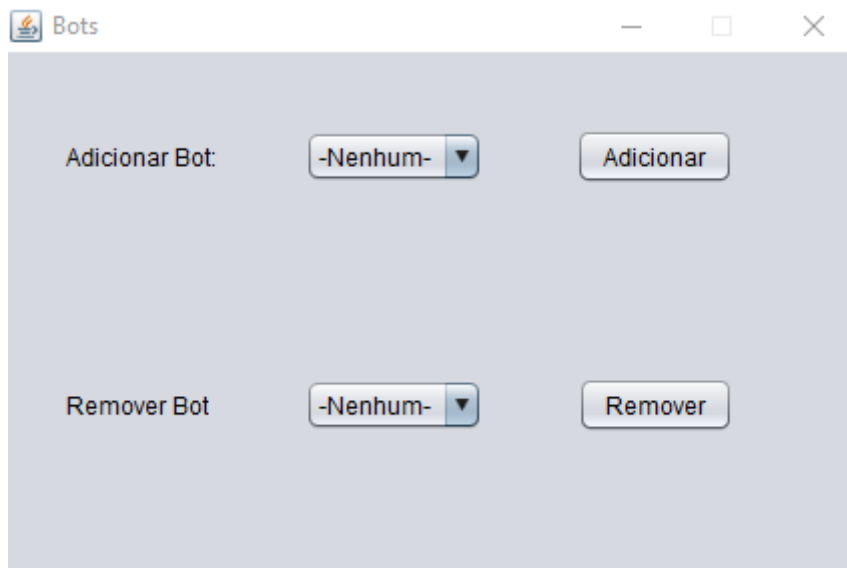 Bots
Adicionar Bot: -Nenhum- Adicionar
Remover Bot -Nenhum- Remover